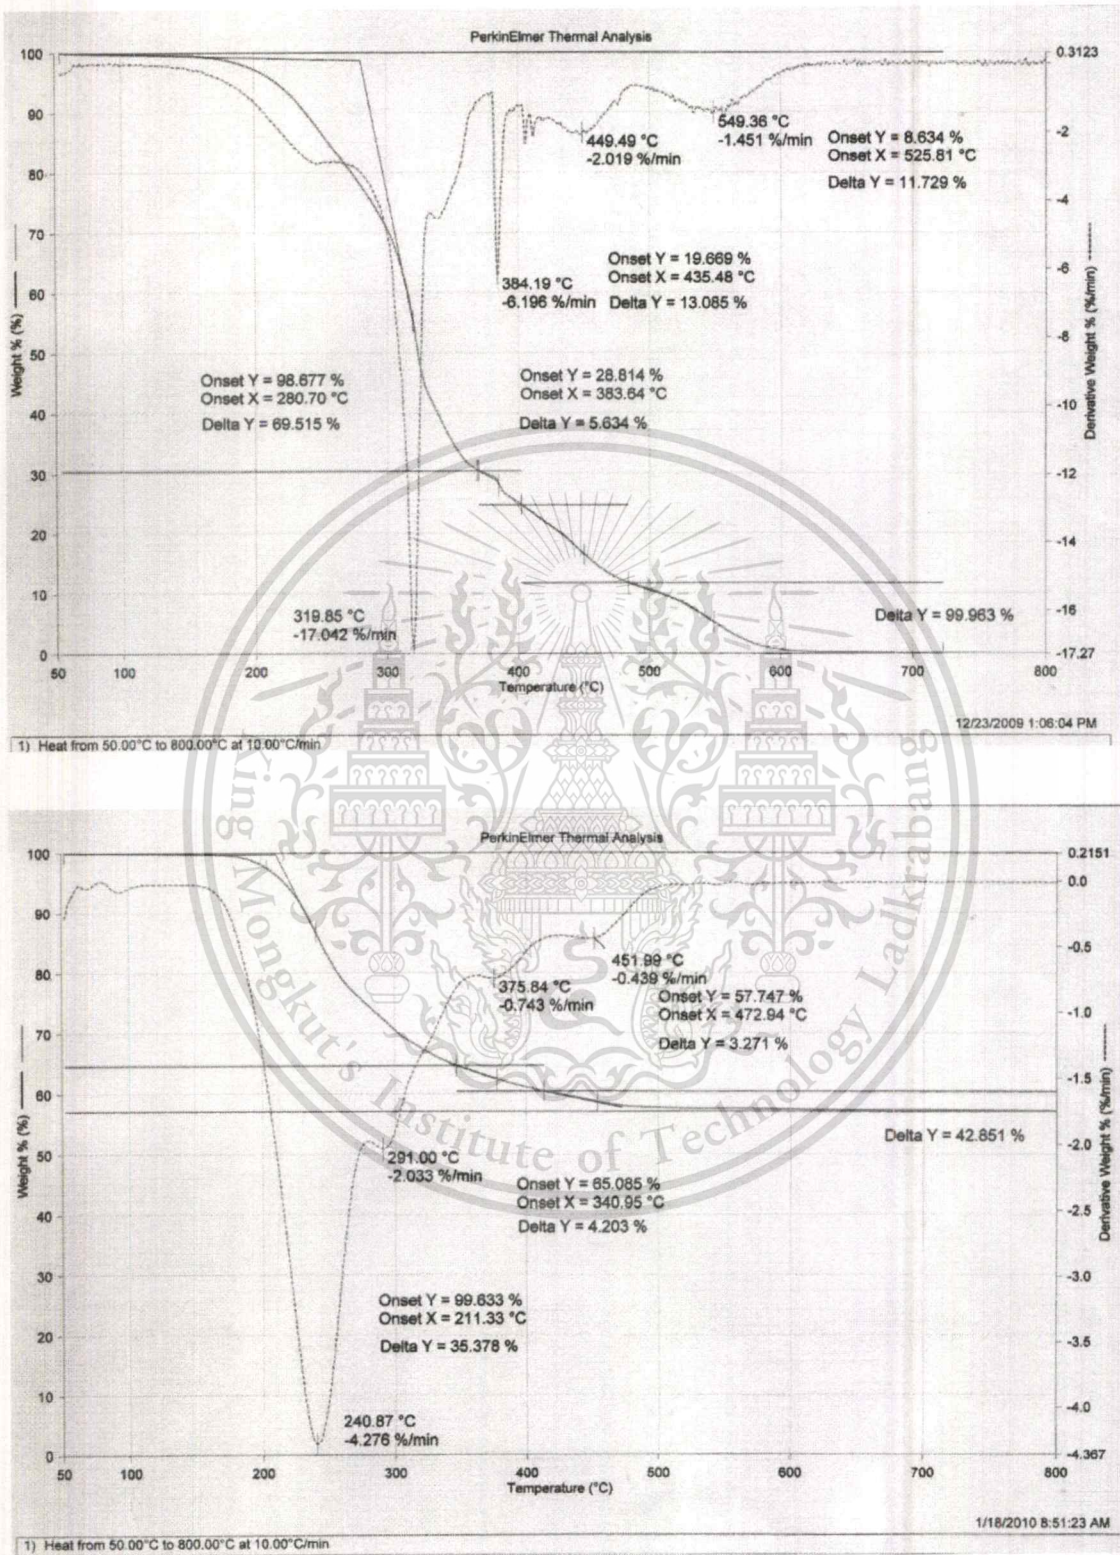 PerkinElmer Thermal Analysis
100
90
80
70
60
50
40
30
20
10
0
Weight % (%)
0.3123
-2
-4
-6
-8
-10
-12
-14
-16
-17.27
Derivative Weight % (%/min)
549.36 °C
-1.451 %/min
449.49 °C
-2.019 %/min
Onset Y = 8.634 %
Onset X = 525.81 °C
Delta Y = 11.729 %
Onset Y = 19.669 %
Onset X = 435.48 °C
Delta Y = 13.085 %
384.19 °C
-6.196 %/min
Onset Y = 98.677 %
Onset X = 280.70 °C
Delta Y = 69.515 %
Onset Y = 28.814 %
Onset X = 383.64 °C
Delta Y = 5.634 %
319.85 °C
-17.042 %/min
Delta Y = 99.963 %
50 100 200 300 400 500 600 700 800
Temperature (°C)
12/23/2009 1:06:04 PM
1) Heat from 50.00°C to 800.00°C at 10.00°C/min
King Mongkut's Institute of Technology Ladkrabang
PerkinElmer Thermal Analysis
100
90
80
70
60
50
40
30
20
10
0
Weight % (%)
0.2151
0.0
-0.5
-1.0
-1.5
-2.0
-2.5
-3.0
-3.5
-4.0
-4.367
Derivative Weight % (%/min)
451.99 °C
-0.439 %/min
375.84 °C
-0.743 %/min
Onset Y = 57.747 %
Onset X = 472.94 °C
Delta Y = 3.271 %
Delta Y = 42.851 %
291.00 °C
-2.033 %/min
Onset Y = 65.085 %
Onset X = 340.95 °C
Delta Y = 4.203 %
Onset Y = 99.633 %
Onset X = 211.33 °C
Delta Y = 35.378 %
240.87 °C
-4.276 %/min
50 100 200 300 400 500 600 700 800
Temperature (°C)
1/18/2010 8:51:23 AM
1) Heat from 50.00°C to 800.00°C at 10.00°C/min